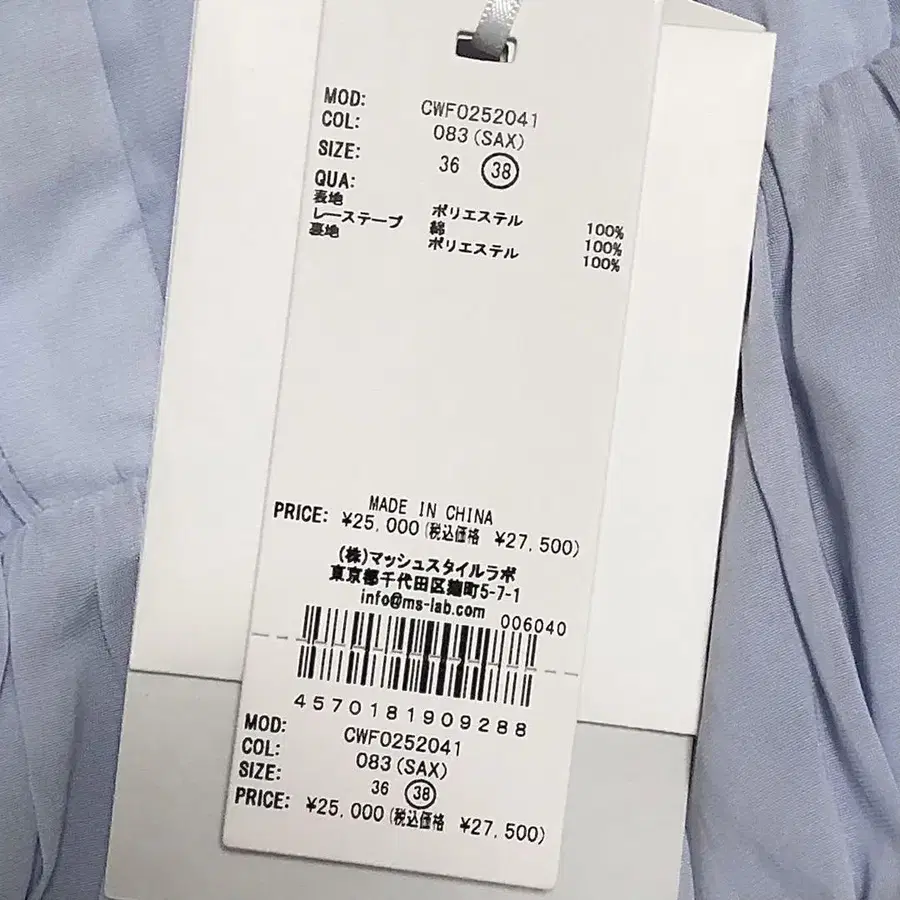 MOD: CWF0252041
COL: 083(SAX)
SIZE: 36 38
QUA:
表地 ポリエステル 100%
レーステープ 綿 100%
裏地 ポリエステル 100%
MADE IN CHINA
PRICE: ¥25,000(税込価格 ¥27,500)
(株)マッシュスタイルラボ
東京都千代田区麹町5-7-1
info@ms-lab.com
006040
4570181909288
MOD: CWF0252041
COL: 083(SAX)
SIZE: 36 38
PRICE: ¥25,000(税込価格 ¥27,500)